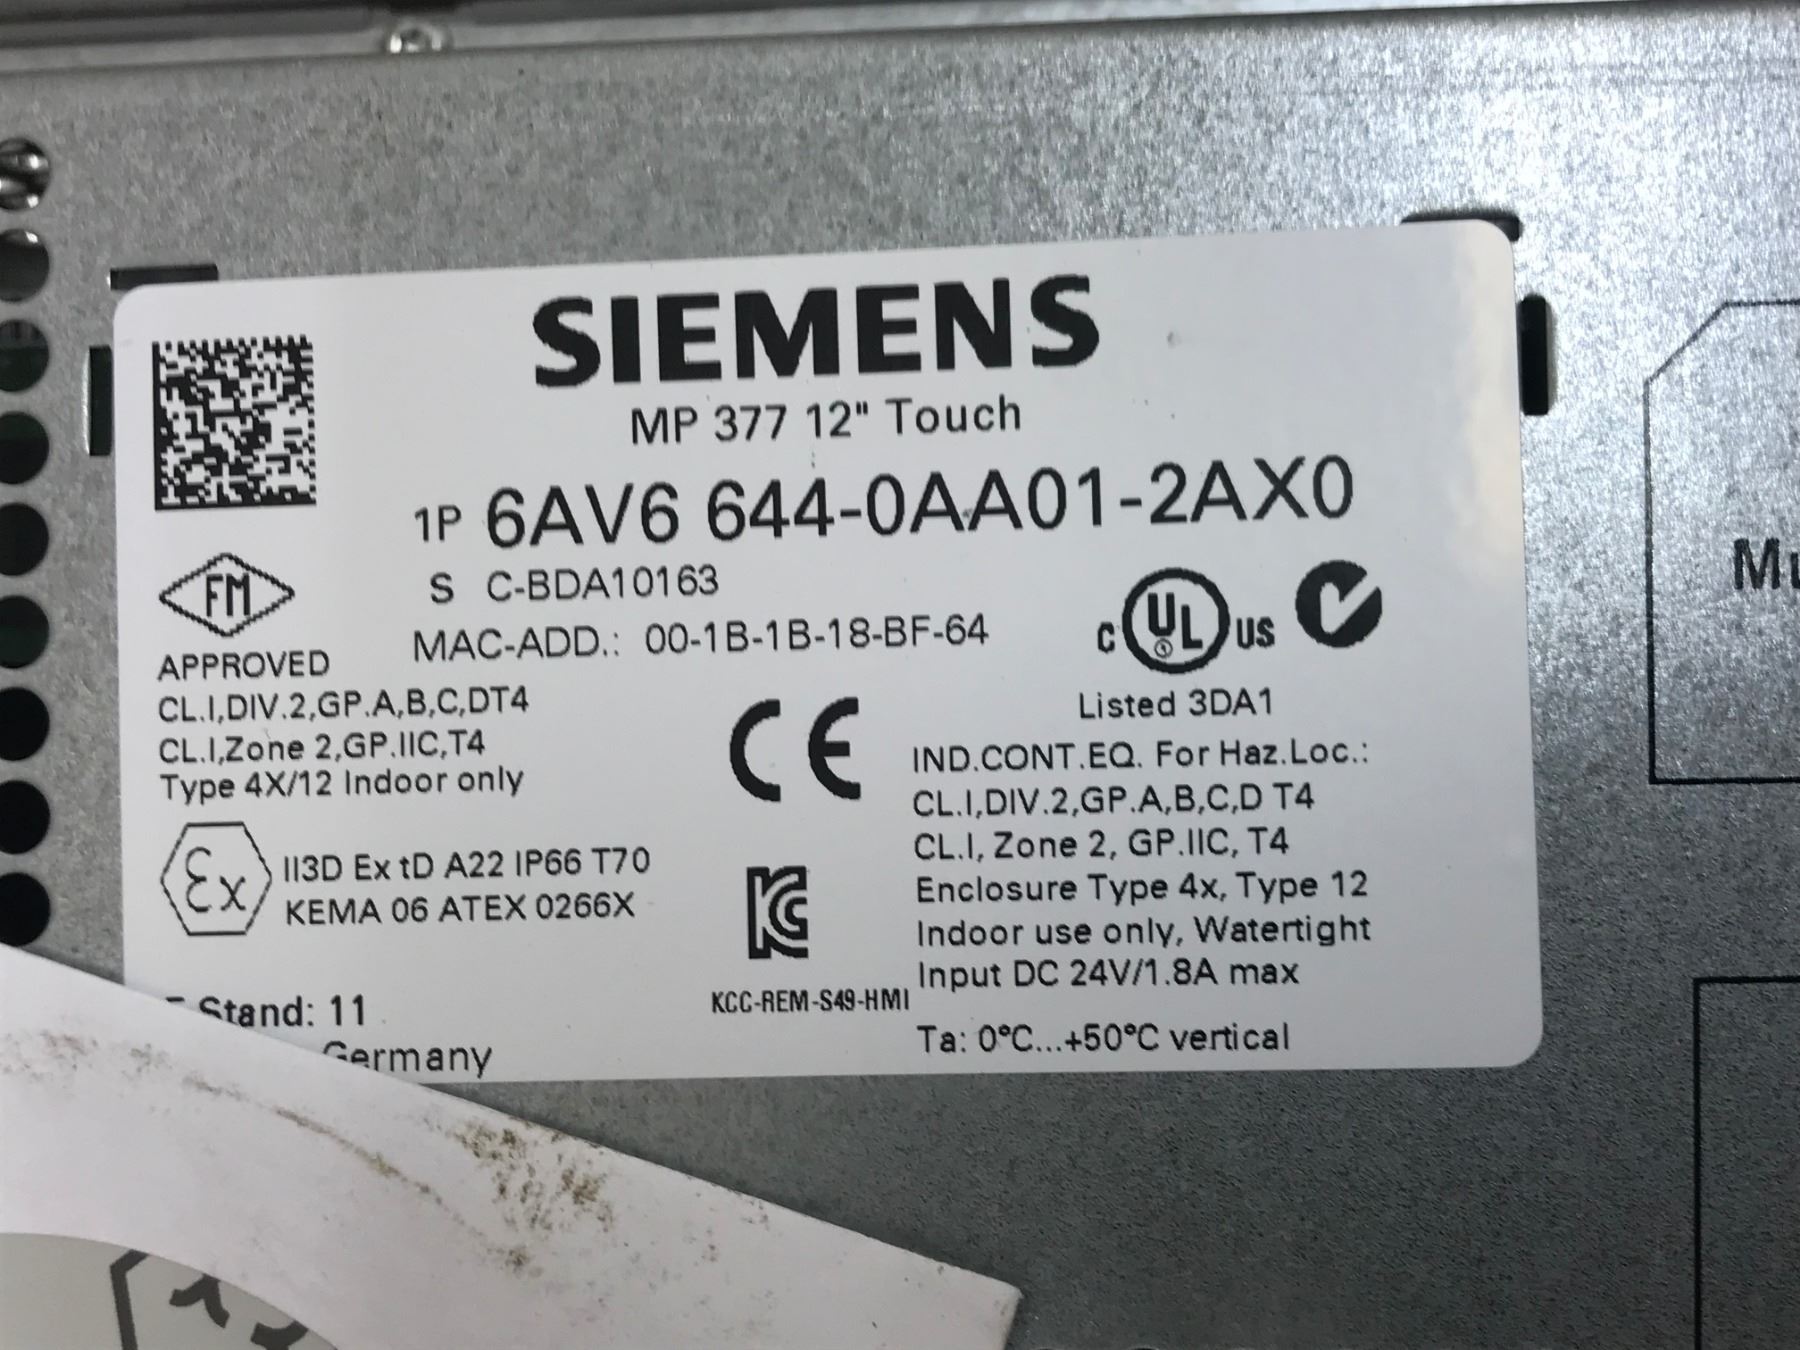 SIEMENS
MP 377 12" Touch
1P 6AV6 644-0AA01-2AX0
S C-BDA10163
MAC-ADD.: 00-1B-1B-18-BF-64
FM
APPROVED
CL.I,DIV.2,GP.A,B,C,DT4
CL.I,Zone 2,GP.IIC,T4
Type 4X/12 Indoor only
Ex
II3D Ex tD A22 IP66 T70
KEMA 06 ATEX 0266X
Stand: 11
Germany
CE
KCC-REM-S49-HMI
C UL US
Listed 3DA1
IND.CONT.EQ. For Haz.Loc.:
CL.I,DIV.2,GP.A,B,C,D T4
CL.I, Zone 2, GP.IIC, T4
Enclosure Type 4x, Type 12
Indoor use only, Watertight
Input DC 24V/1.8A max
Ta: 0°C...+50°C vertical